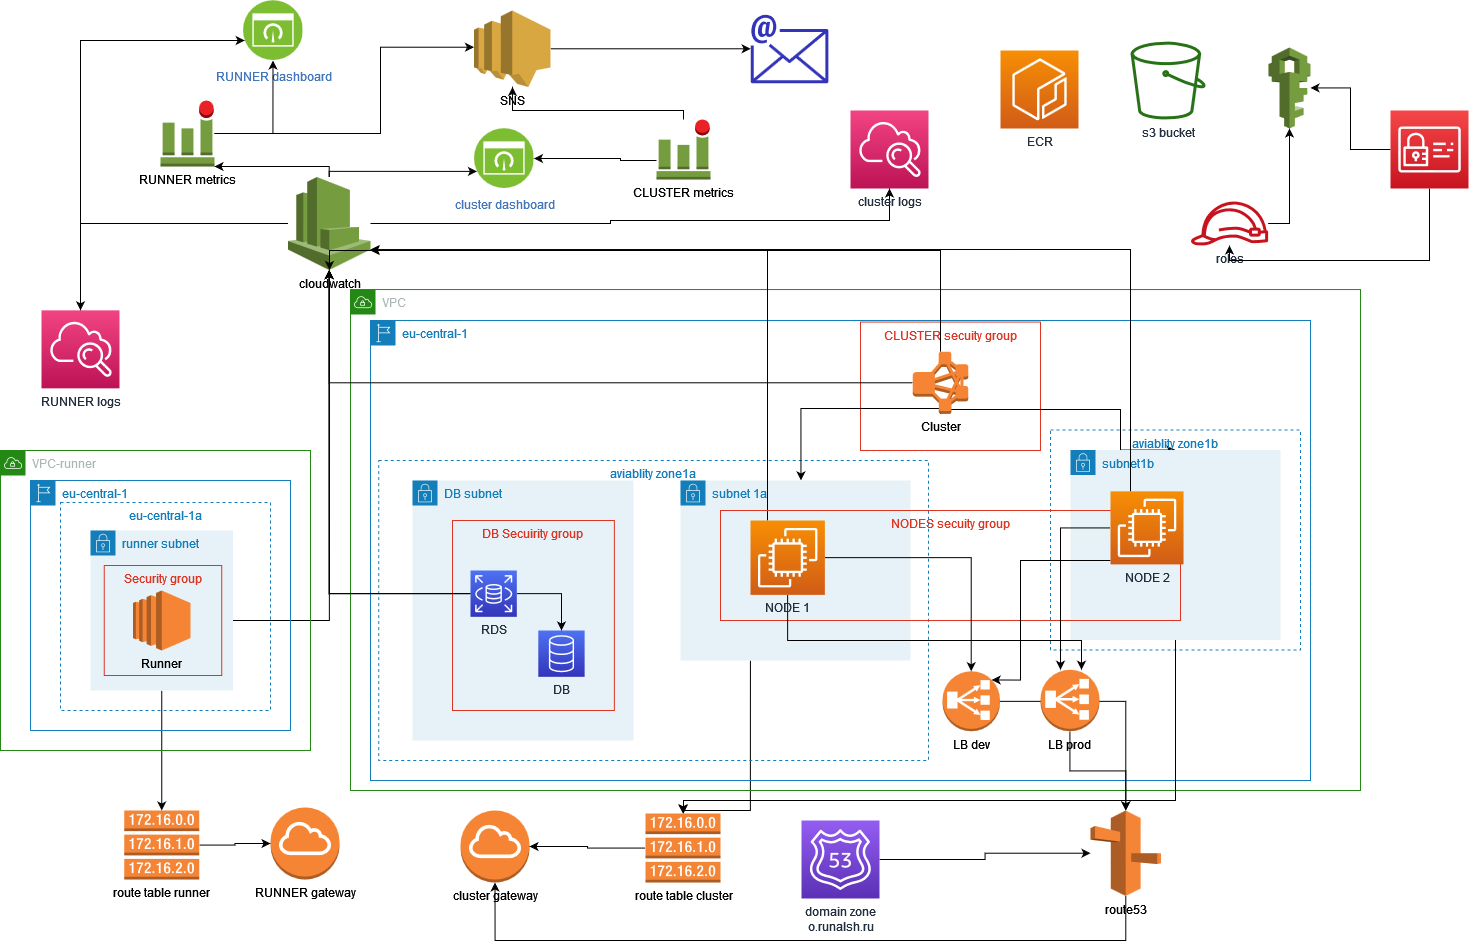 RUNNER dashboard
SNS
@
RUNNER metrics
cluster dashboard
CLUSTER metrics
cluster logs
ECR
s3 bucket
roles
cloudwatch
RUNNER logs
VPC
eu-central-1
CLUSTER secuity group
Cluster
VPC-runner
eu-central-1
eu-central-1a
runner subnet
Security group
Runner
aviablity zone1a
DB subnet
DB Secuirity group
RDS
DB
subnet 1a
NODES secuity group
NODE 1
aviablity zone1b
subnet1b
NODE 2
LB dev
LB prod
172.16.0.0
172.16.1.0
172.16.2.0
route table runner
RUNNER gateway
cluster gateway
172.16.0.0
172.16.1.0
172.16.2.0
route table cluster
53
domain zone
o.runalsh.ru
route53